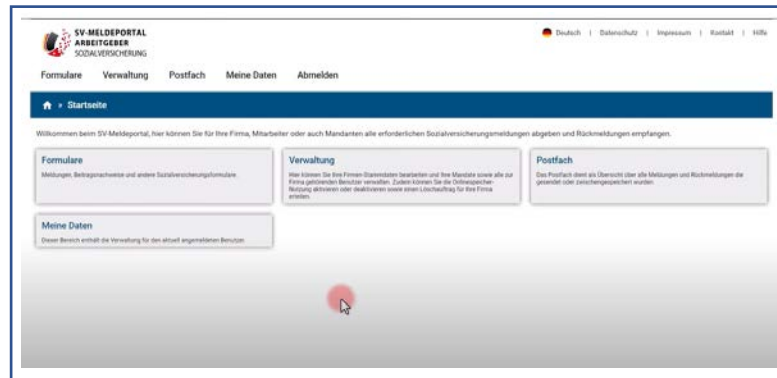 SV-MELDEPORTAL
ARBEITGEBER
SOZIALVERSICHERUNG
Deutsch | Datenschutz | Impressum | Kontakt | Hilfe
Formulare Verwaltung Postfach Meine Daten Abmelden
» Startseite
Willkommen beim SV-Meldeportal, hier können Sie für Ihre Firma, Mitarbeiter oder auch Mandanten alle erforderlichen Sozialversicherungsmeldungen abgeben und Rückmeldungen empfangen.
Formulare
Meldungen, Beitragsnachweise und andere Sozialversicherungsformulare.
Verwaltung
Hier können Sie Ihre Firmen-Stammdaten bearbeiten und Ihre Mandate sowie alle zur
Firma gehörenden Benutzer verwalten. Zudem können Sie die Onlinespeicher-
Nutzung aktivieren oder deaktivieren sowie einen Löschauftrag für Ihre Firma
erteilen.
Postfach
Das Postfach dient als Übersicht über alle Meldungen und Rückmeldungen die
gesendet oder zwischengespeichert wurden.
Meine Daten
Dieser Bereich enthält die Verwaltung für den aktuell angemeldeten Benutzer.